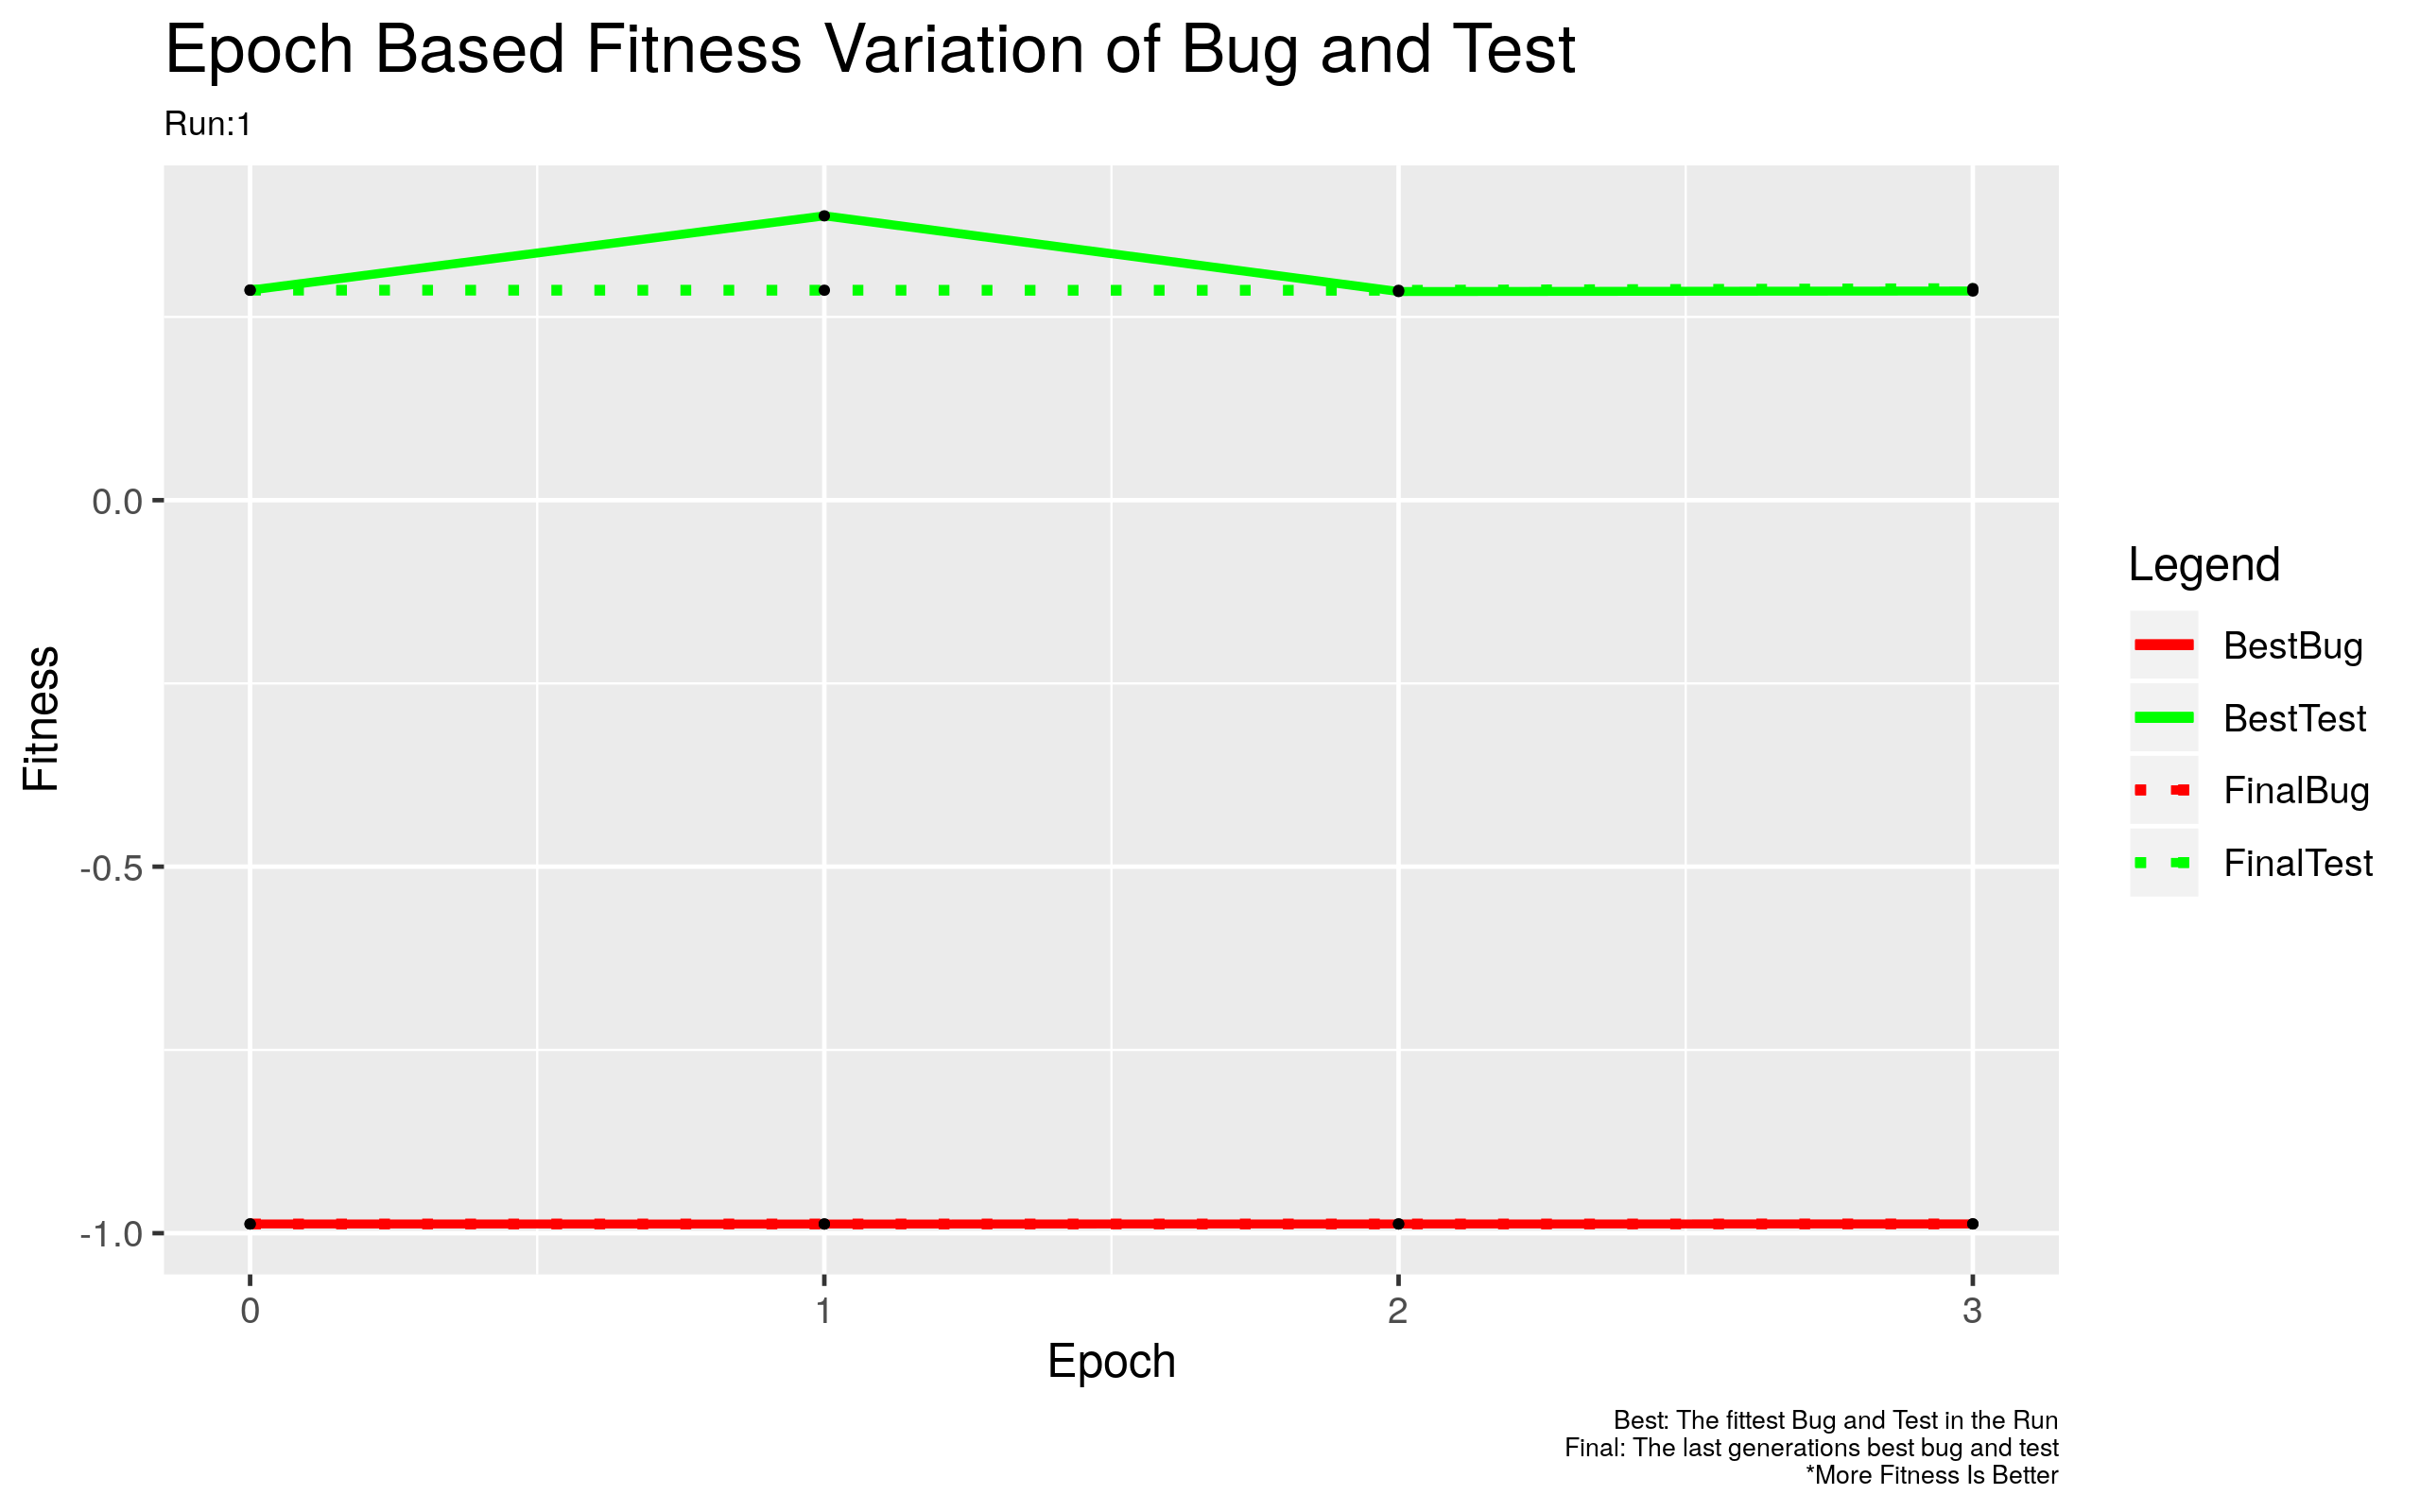 Epoch Based Fitness Variation of Bug and Test
Run:1
Fitness
0.0
-0.5
-1.0
0
1
2
3
Epoch
Legend
BestBug
BestTest
FinalBug
FinalTest
Best: The fittest Bug and Test in the Run
Final: The last generations best bug and test
*More Fitness Is Better